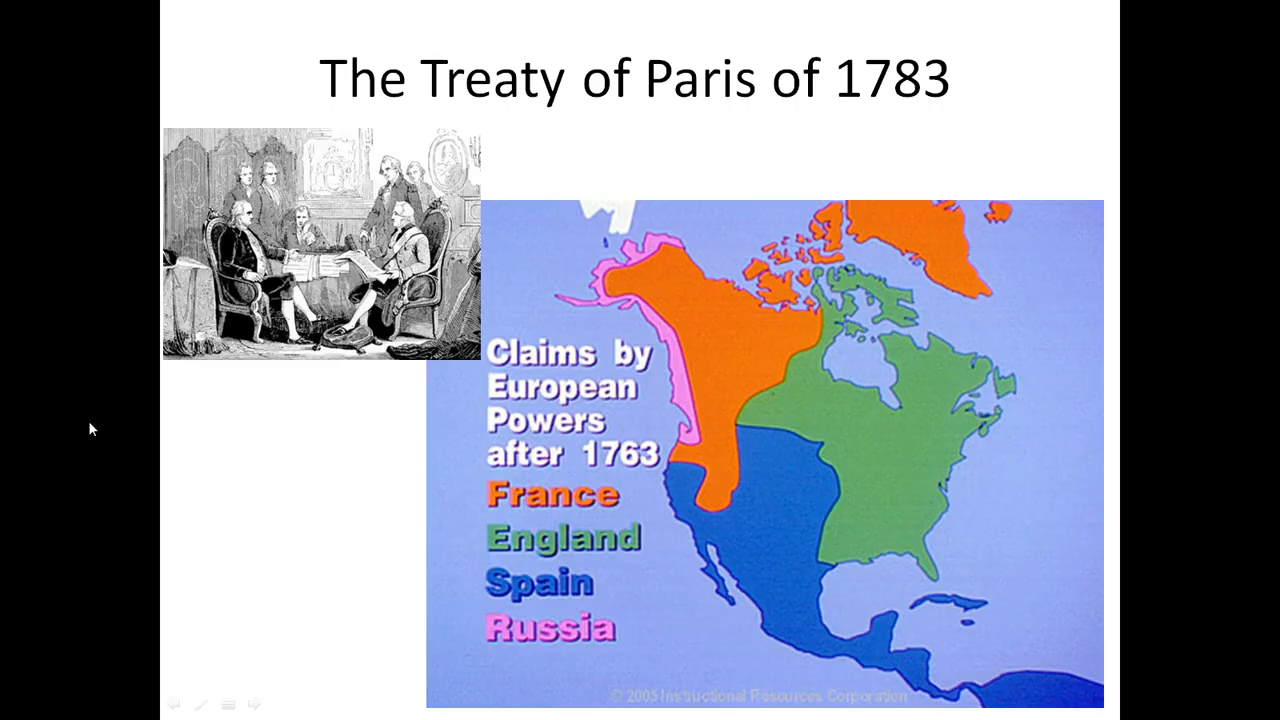 The Treaty of Paris of 1783
Claims by
European
Powers
after 1763
France
England
Spain
Russia
© 2005 Instructional Resources Corporation